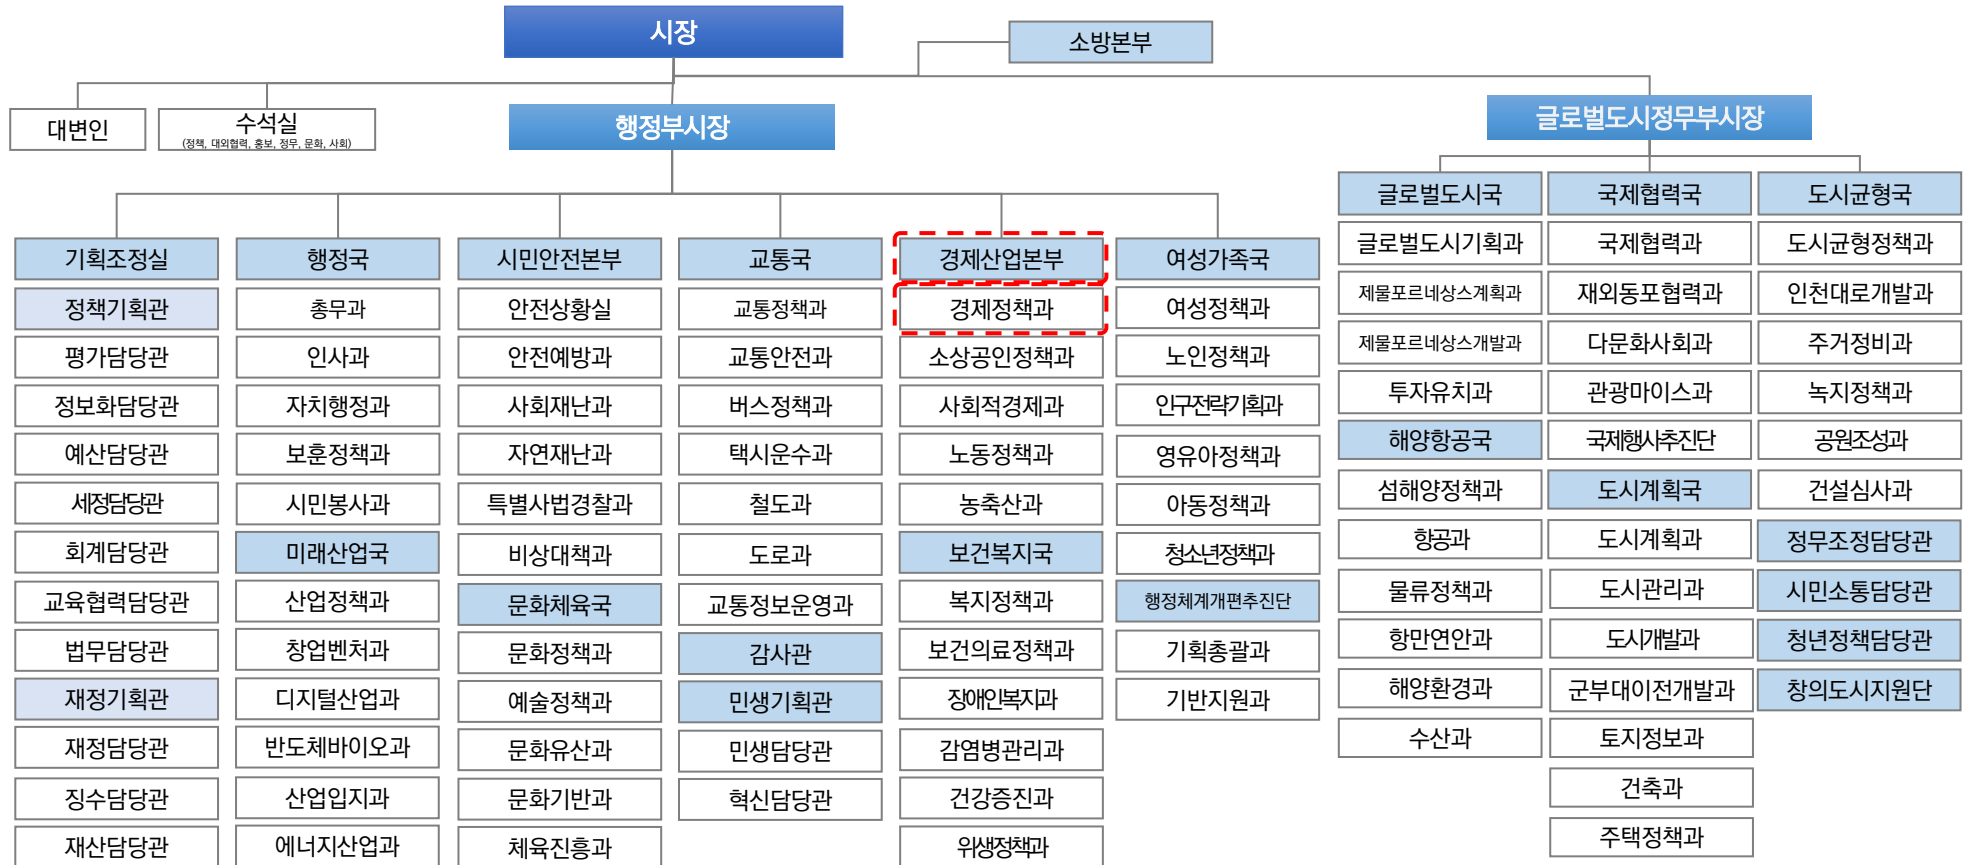 시장
소방본부
대변인
수석실
(정책, 대외협력, 홍보, 정무, 문화, 사회)
행정부시장
글로벌도시정무부시장
기획조정실
정책기획관
평가담당관
정보화담당관
예산담당관
세정담당관
회계담당관
교육협력담당관
법무담당관
재정기획관
재정담당관
징수담당관
재산담당관
행정국
총무과
인사과
자치행정과
보훈정책과
시민봉사과
미래산업국
산업정책과
창업벤처과
디지털산업과
반도체바이오과
산업입지과
에너지산업과
시민안전본부
안전상황실
안전예방과
사회재난과
자연재난과
특별사법경찰과
비상대책과
문화체육국
문화정책과
예술정책과
문화유산과
문화기반과
체육진흥과
교통국
교통정책과
교통안전과
버스정책과
택시운수과
철도과
도로과
교통정보운영과
감사관
민생기획관
민생담당관
혁신담당관
경제산업본부
경제정책과
소상공인정책과
사회적경제과
노동정책과
농축산과
보건복지국
복지정책과
보건의료정책과
장애인복지과
감염병관리과
건강증진과
위생정책과
여성가족국
여성정책과
노인정책과
인구전략기획과
영유아정책과
아동정책과
청소년정책과
행정체계개편추진단
기획총괄과
기반지원과
글로벌도시국
글로벌도시기획과
제물포르네상스계획과
제물포르네상스개발과
투자유치과
해양항공국
섬해양정책과
항공과
물류정책과
항만연안과
해양환경과
수산과
국제협력국
국제협력과
재외동포협력과
다문화사회과
관광마이스과
국제행사추진단
도시계획국
도시계획과
도시관리과
도시개발과
군부대이전개발과
토지정보과
건축과
주택정책과
도시균형국
도시균형정책과
인천대로개발과
주거정비과
녹지정책과
공원조성과
건설심사과
정무조정담당관
시민소통담당관
청년정책담당관
창의도시지원단